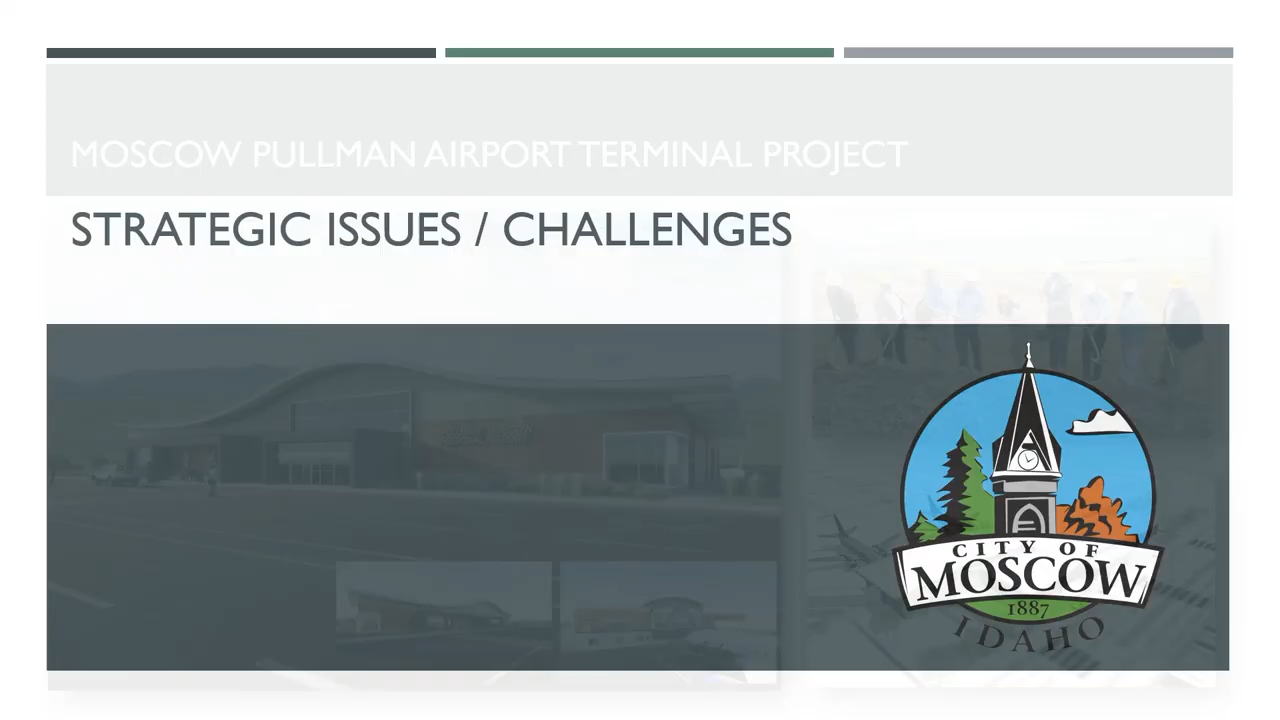 MOSCOW PULLMAN AIRPORT TERMINAL PROJECT
STRATEGIC ISSUES / CHALLENGES
CITY OF
MOSCOW
1887
IDAHO